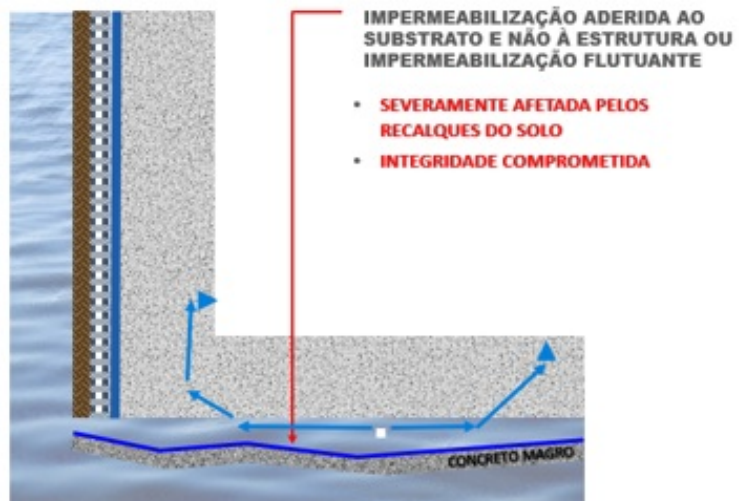 IMPERMEABILIZAÇÃO ADERIDA AO
SUBSTRATO E NÃO À ESTRUTURA OU
IMPERMEABILIZAÇÃO FLUTUANTE
• SEVERAMENTE AFETADA PELOS
RECALQUES DO SOLO
• INTEGRIDADE COMPROMETIDA
CONCRETO MAGRO